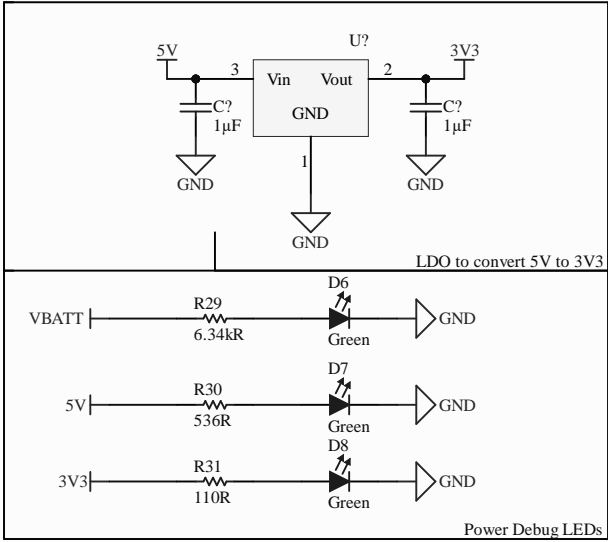 U?
5V
3V3
3
2
Vin
Vout
C?
C?
GND
1μF
1μF
1
GND
GND
GND
LDO to convert 5V to 3V3
D6
R29
VBATT
GND
6.34kR
Green
D7
R30
5V
GND
536R
Green
D8
R31
3V3
GND
110R
Green
Power Debug LEDs